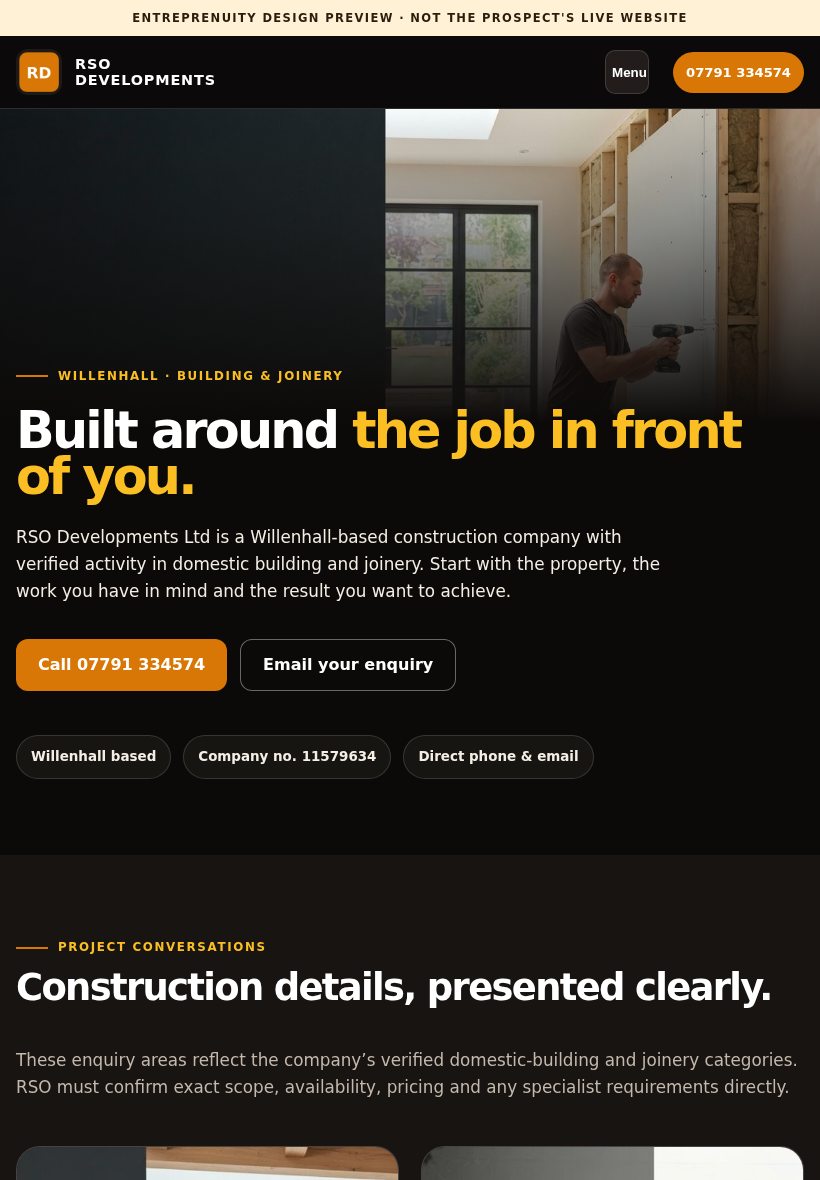 ENTREPRENUITY DESIGN PREVIEW · NOT THE PROSPECT'S LIVE WEBSITE
RD
RSO
DEVELOPMENTS
Menu
07791 334574
WILLENHALL · BUILDING & JOINERY
Built around the job in front
of you.
RSO Developments Ltd is a Willenhall-based construction company with
verified activity in domestic building and joinery. Start with the property, the
work you have in mind and the result you want to achieve.
Call 07791 334574
Email your enquiry
Willenhall based
Company no. 11579634
Direct phone & email
PROJECT CONVERSATIONS
Construction details, presented clearly.
These enquiry areas reflect the company’s verified domestic-building and joinery categories.
RSO must confirm exact scope, availability, pricing and any specialist requirements directly.